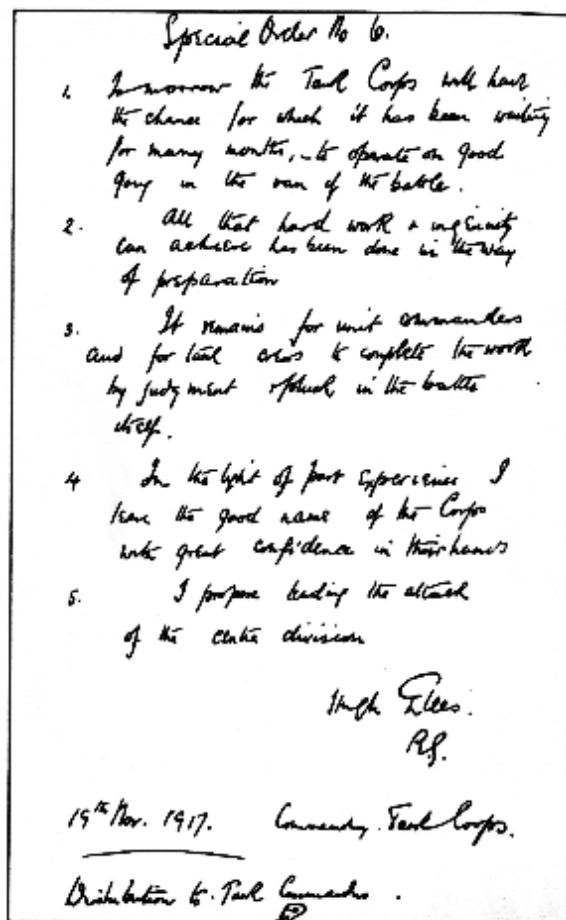 Special Order No 6.
1. Tomorrow the Tank Corps will have
the chance for which it has been waiting
for many months, – to operate on good
going in the van of the battle.
2. All that hard work & ingenuity
can achieve has been done in the way
of preparation
3. It remains for unit commanders
and for tank crews to complete the work
by judgment & pluck in the battle
itself.
4 In the light of past experience I
leave the good name of the Corps
with great confidence in their hands
5. I propose leading the attack
of the centre division
Hugh Elles.
B.G.
19th Nov. 1917. Commanding Tank Corps.
Distribution to Tank Commanders.